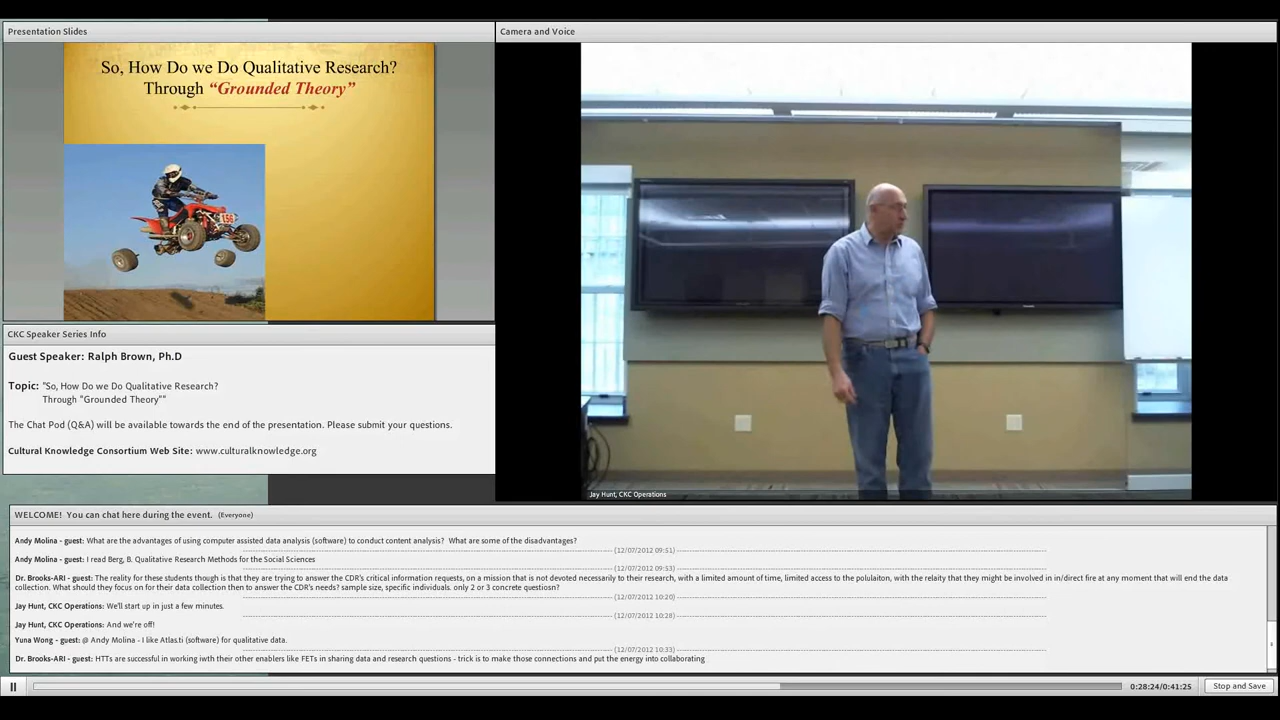 Presentation Slides
Camera and Voice
So, How Do we Do Qualitative Research?
Through “Grounded Theory”
156
CKC Speaker Series Info
Guest Speaker: Ralph Brown, Ph.D
Topic: "So, How Do we Do Qualitative Research?
Through "Grounded Theory""
The Chat Pod (Q&A) will be available towards the end of the presentation. Please submit your questions.
Cultural Knowledge Consortium Web Site: www.culturalknowledge.org
Jay Hunt, CKC Operations
WELCOME! You can chat here during the event. (Everyone)
Andy Molina - guest: What are the advantages of using computer assisted data analysis (software) to conduct content analysis? What are some of the disadvantages?
(12/07/2012 09:51)
Andy Molina - guest: I read Berg, B. Qualitative Research Methods for the Social Sciences
(12/07/2012 09:53)
Dr. Brooks-ARI - guest: The reality for these students though is that they are trying to answer the CDR's critical information requests, on a mission that is not devoted necessarily to their research, with a limited amount of time, limited access to the polulaiton, with the relaity that they might be involved in in/direct fire at any moment that will end the data
collection. What should they focus on for their data collection then to answer the CDR's needs? sample size, specific individuals. only 2 or 3 concrete questiosn?
(12/07/2012 10:20)
Jay Hunt, CKC Operations: We'll start up in just a few minutes.
(12/07/2012 10:28)
Jay Hunt, CKC Operations: And we're off!
Yuna Wong - guest: @ Andy Molina - I like Atlas.ti (software) for qualitative data.
(12/07/2012 10:33)
Dr. Brooks-ARI - guest: HTTs are successful in working iwth their other enablers like FETs in sharing data and research questions - trick is to make those connections and put the energy into collaborating
0:28:24/0:41:25
Stop and Save